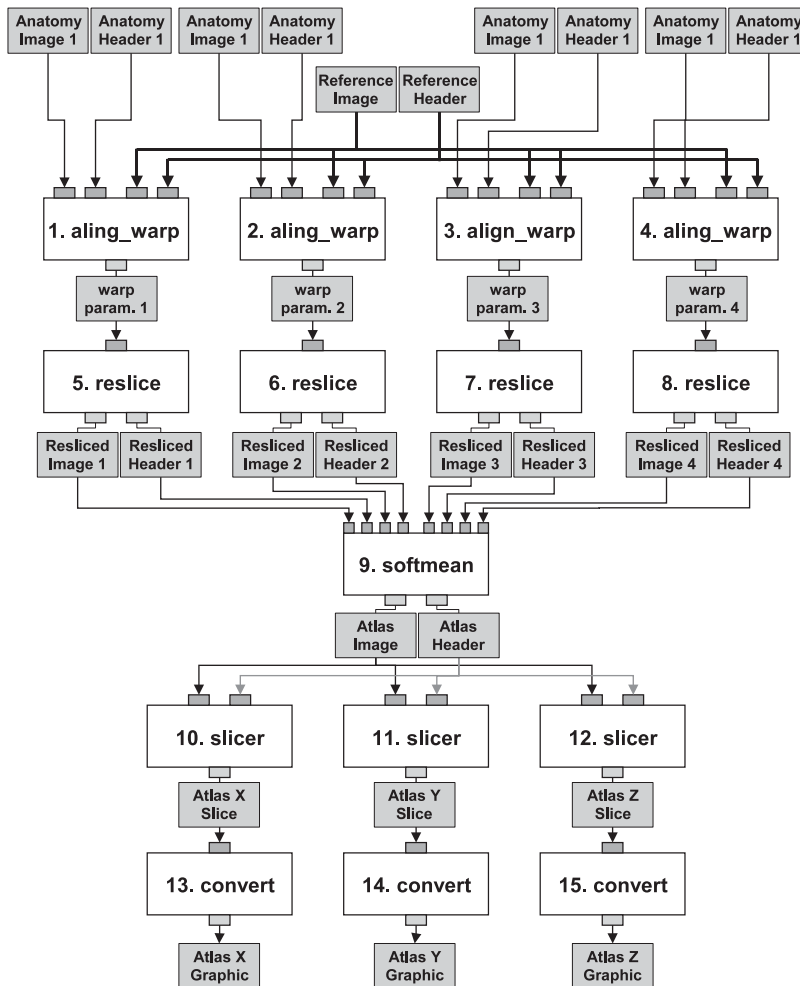 Anatomy
Image 1
Anatomy
Header 1
Anatomy
Image 1
Anatomy
Header 1
Anatomy
Image 1
Anatomy
Header 1
Anatomy
Image 1
Anatomy
Header 1
Reference
Image
Reference
Header
1. aling_warp
2. aling_warp
3. align_warp
4. aling_warp
warp
param. 1
warp
param. 2
warp
param. 3
warp
param. 4
5. reslice
6. reslice
7. reslice
8. reslice
Resliced
Image 1
Resliced
Header 1
Resliced
Image 2
Resliced
Header 2
Resliced
Image 3
Resliced
Header 3
Resliced
Image 4
Resliced
Header 4
9. softmean
Atlas
Image
Atlas
Header
10. slicer
11. slicer
12. slicer
Atlas X
Slice
Atlas Y
Slice
Atlas Z
Slice
13. convert
14. convert
15. convert
Atlas X
Graphic
Atlas Y
Graphic
Atlas Z
Graphic